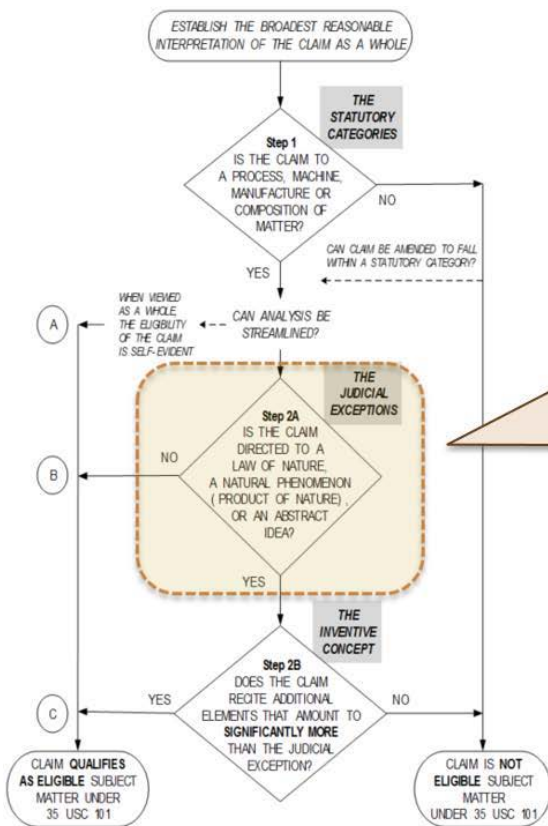 ESTABLISH THE BROADEST REASONABLE
INTERPRETATION OF THE CLAIM AS A WHOLE
THE
STATUTORY
CATEGORIES
Step 1
IS THE CLAIM TO
A PROCESS, MACHINE,
MANUFACTURE OR
COMPOSITION OF
MATTER?
NO
YES
CAN CLAIM BE AMENDED TO FALL
WITHIN A STATUTORY CATEGORY?
A
WHEN VIEWED
AS A WHOLE,
THE ELIGIBILITY
OF THE CLAIM
IS SELF-EVIDENT
CAN ANALYSIS BE
STREAMLINED?
THE
JUDICIAL
EXCEPTIONS
Step 2A
IS THE CLAIM
DIRECTED TO A
LAW OF NATURE,
A NATURAL PHENOMENON
(PRODUCT OF NATURE),
OR AN ABSTRACT
IDEA?
NO
B
YES
THE
INVENTIVE
CONCEPT
Step 2B
DOES THE CLAIM
RECITE ADDITIONAL
ELEMENTS THAT AMOUNT TO
SIGNIFICANTLY MORE
THAN THE JUDICIAL
EXCEPTION?
YES
NO
C
CLAIM QUALIFIES
AS ELIGIBLE SUBJECT
MATTER UNDER
35 USC 101
CLAIM IS NOT
ELIGIBLE SUBJECT
MATTER
UNDER 35 USC 101